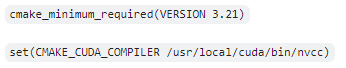 cmake_minimum_required(VERSION 3.21)
set(CMAKE_CUDA_COMPILER /usr/local/cuda/bin/nvcc)